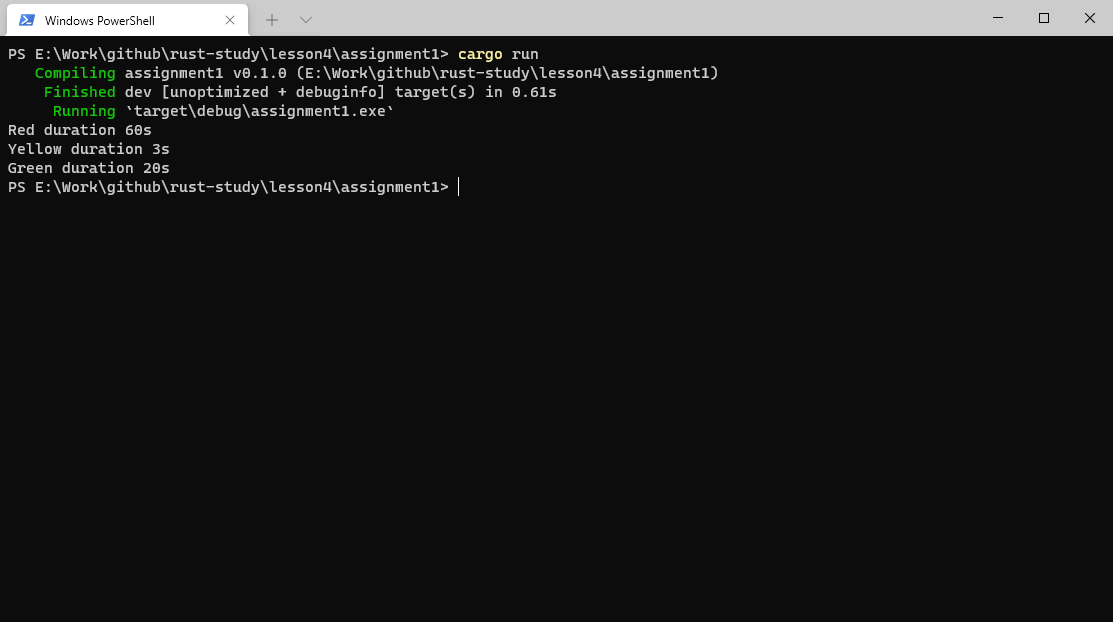 Windows PowerShell
PS E:\Work\github\rust-study\lesson4\assignment1> cargo run
   Compiling assignment1 v0.1.0 (E:\Work\github\rust-study\lesson4\assignment1)
    Finished dev [unoptimized + debuginfo] target(s) in 0.61s
     Running `target\debug\assignment1.exe`
Red duration 60s
Yellow duration 3s
Green duration 20s
PS E:\Work\github\rust-study\lesson4\assignment1>